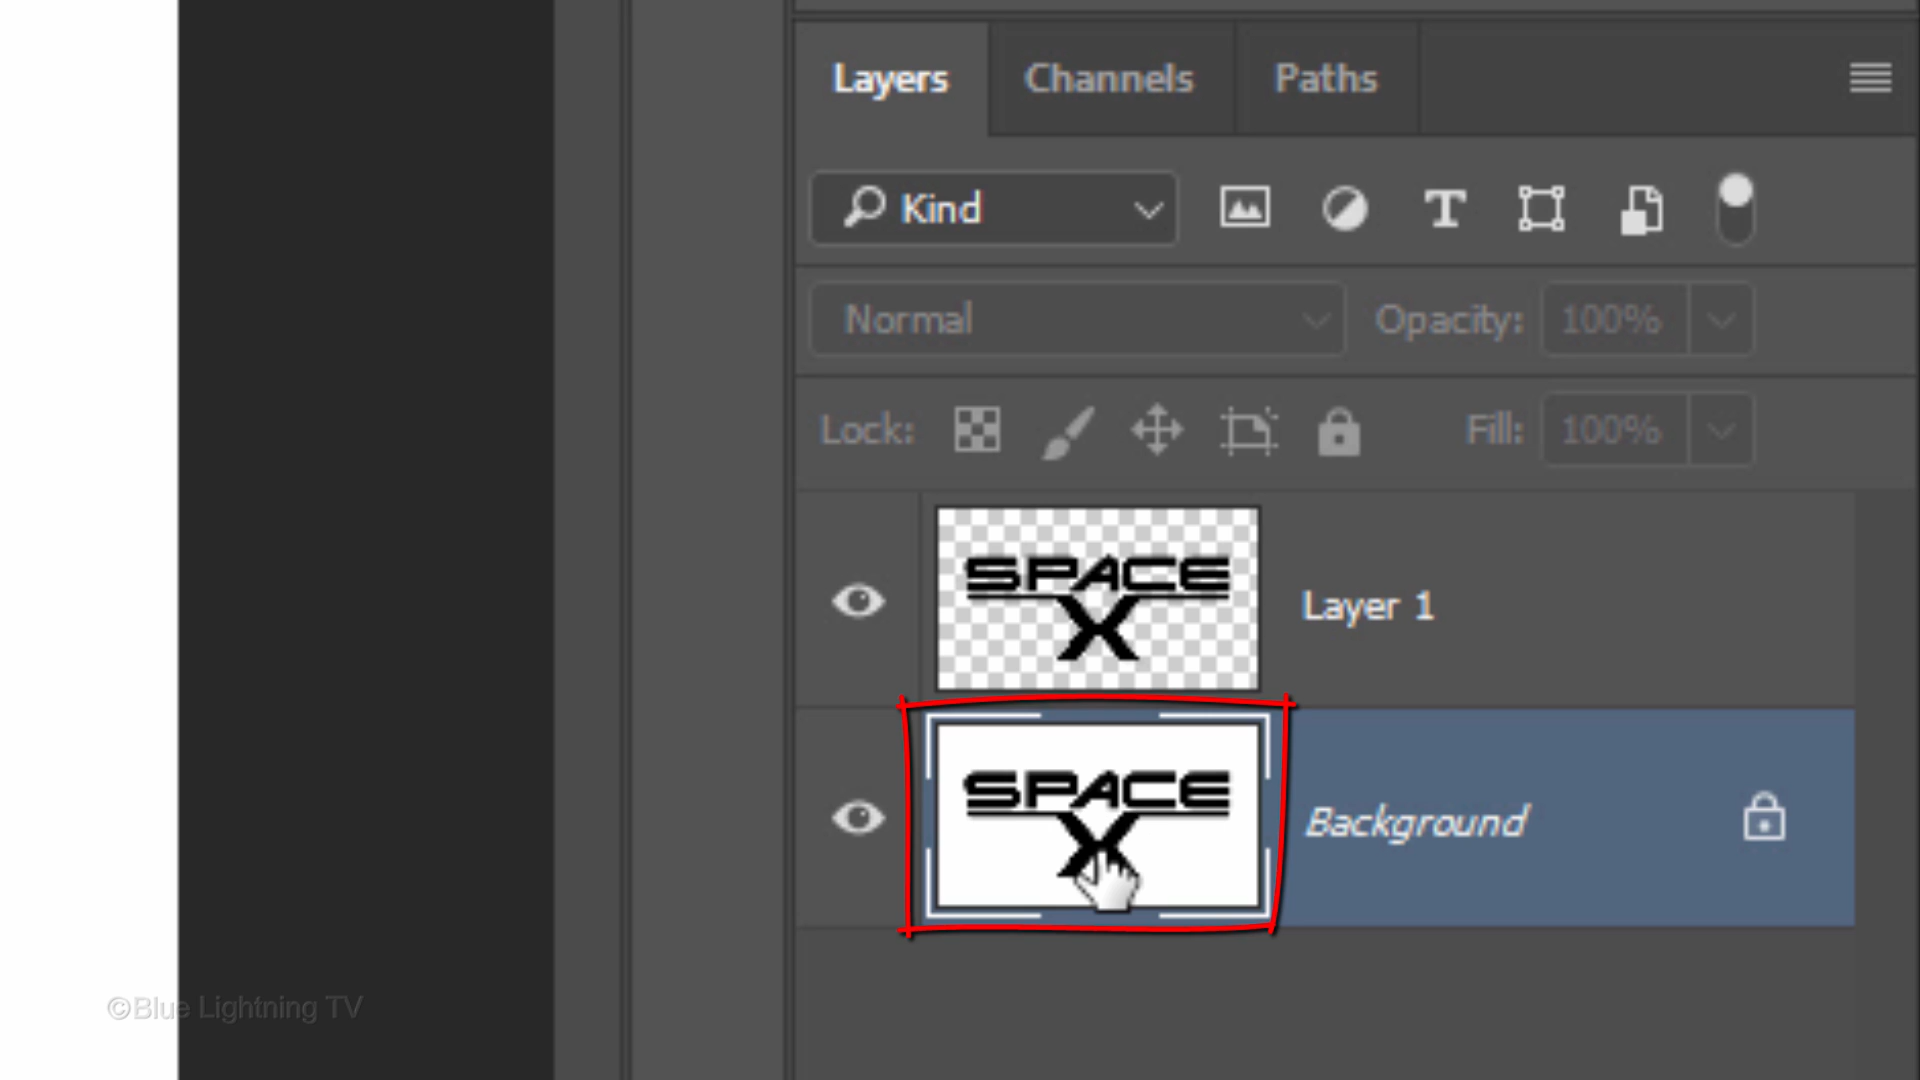 Layers Channels Paths
Kind
Normal Opacity: 100%
Lock: Fill: 100%
SPACE
X
Layer 1
SPACE
X
Background
©Blue Lightning TV